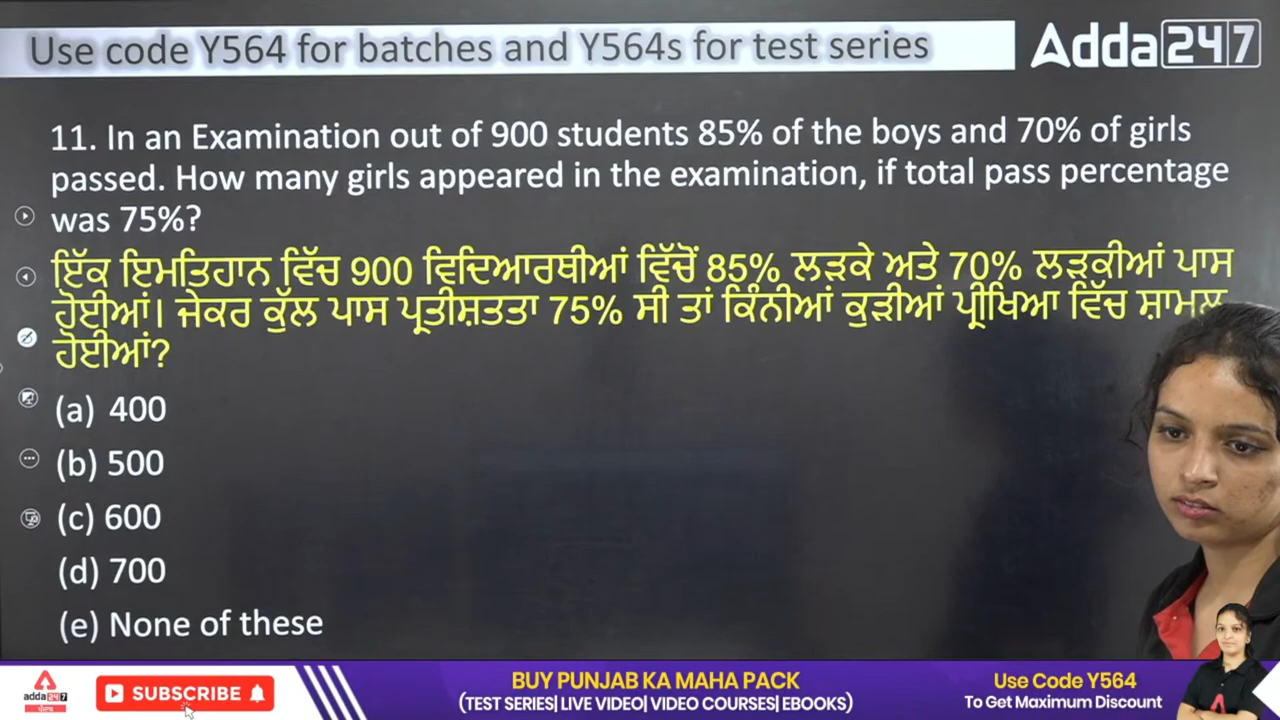 Use code Y564 for batches and Y564s for test series
Adda247
11. In an Examination out of 900 students 85% of the boys and 70% of girls
passed. How many girls appeared in the examination, if total pass percentage
was 75%?
ਇੱਕ ਇਮਤਿਹਾਨ ਵਿੱਚ 900 ਵਿਦਿਆਰਥੀਆਂ ਵਿੱਚੋਂ 85% ਲੜਕੇ ਅਤੇ 70% ਲੜਕੀਆਂ ਪਾਸ
ਹੋਈਆਂ। ਜੇਕਰ ਕੁੱਲ ਪਾਸ ਪ੍ਰਤੀਸ਼ਤਤਾ 75% ਸੀ ਤਾਂ ਕਿੰਨੀਆਂ ਕੁੜੀਆਂ ਪ੍ਰੀਖਿਆ ਵਿੱਚ ਸ਼ਾਮਲ
ਹੋਈਆਂ?
(a) 400
(b) 500
(c) 600
(d) 700
(e) None of these
adda247
ਪੰਜਾਬ
SUBSCRIBE
BUY PUNJAB KA MAHA PACK
(TEST SERIES| LIVE VIDEO| VIDEO COURSES| EBOOKS)
Use Code Y564
To Get Maximum Discount